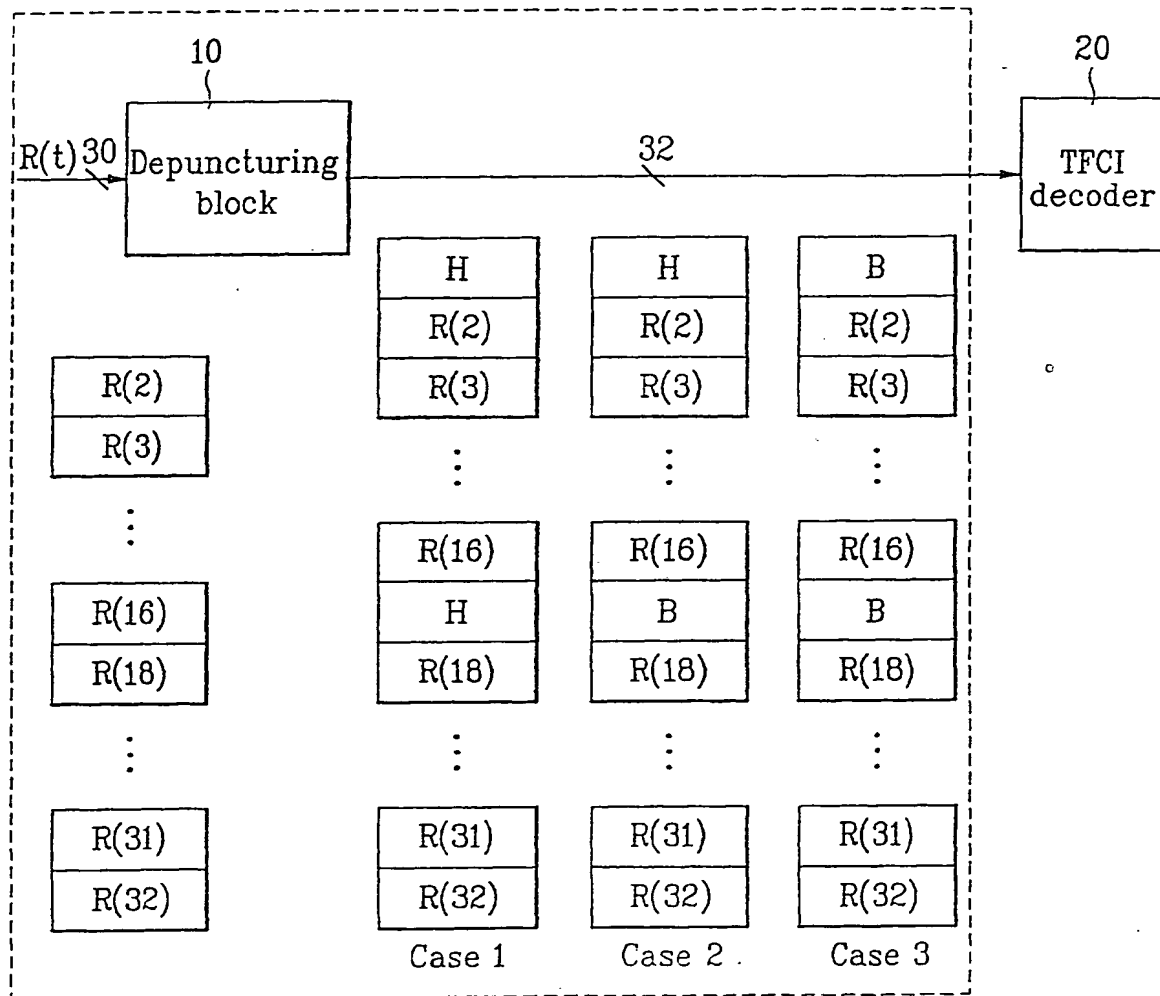 10
20
R(t) 30
Depuncturing
block
32
TFCI
decoder
R(2)
R(3)
⋮
R(16)
R(18)
⋮
R(31)
R(32)
H
R(2)
R(3)
⋮
R(16)
H
R(18)
⋮
R(31)
R(32)
Case 1
H
R(2)
R(3)
⋮
R(16)
B
R(18)
⋮
R(31)
R(32)
Case 2
B
R(2)
R(3)
⋮
R(16)
B
R(18)
⋮
R(31)
R(32)
Case 3